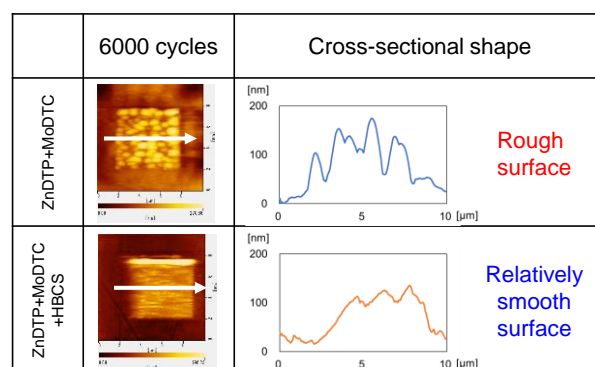 6000 cycles
Cross-sectional shape
ZnDTP+MoDTC
[nm]
200
100
0
0
5
10 [μm]
Rough
surface
ZnDTP+MoDTC
+HBCS
[nm]
200
100
0
0
5
10 [μm]
Relatively
smooth
surface